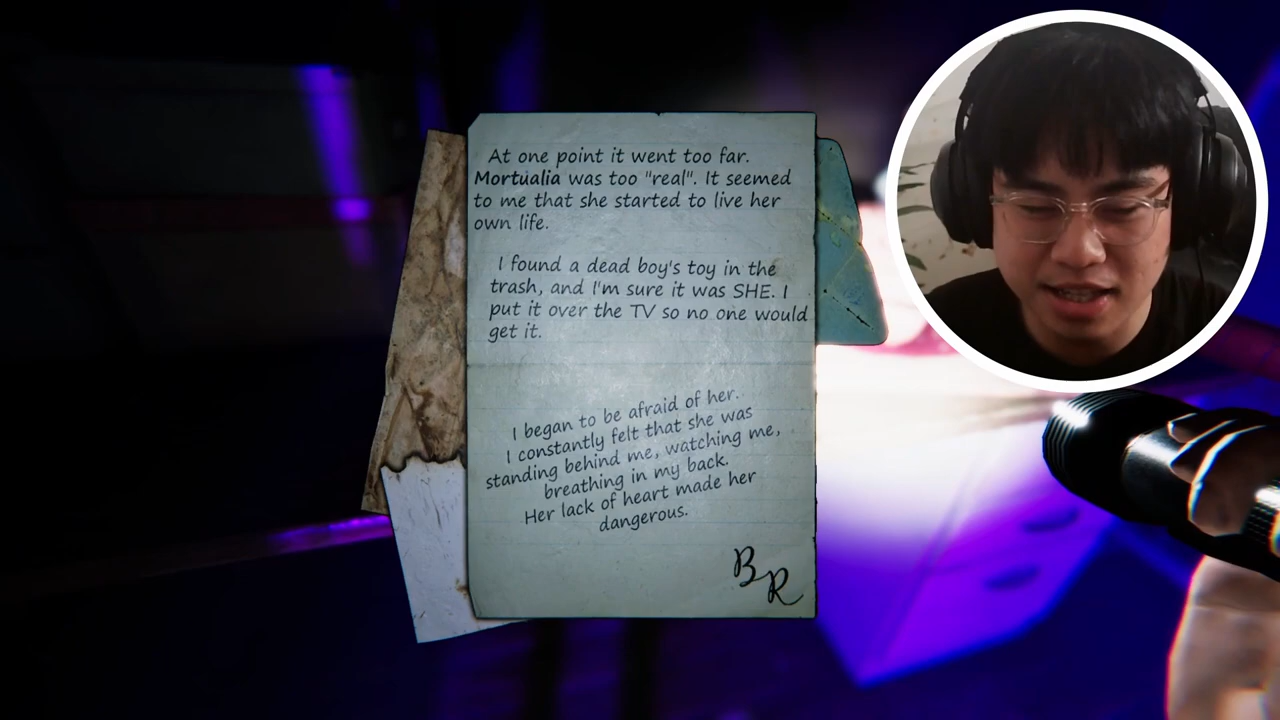 At one point it went too far.
Mortualia was too "real". It seemed
to me that she started to live her
own life.
I found a dead boy's toy in the
trash, and I'm sure it was SHE. I
put it over the TV so no one would
get it.
I began to be afraid of her.
I constantly felt that she was
standing behind me, watching me,
breathing in my back.
Her lack of heart made her
dangerous.
BR